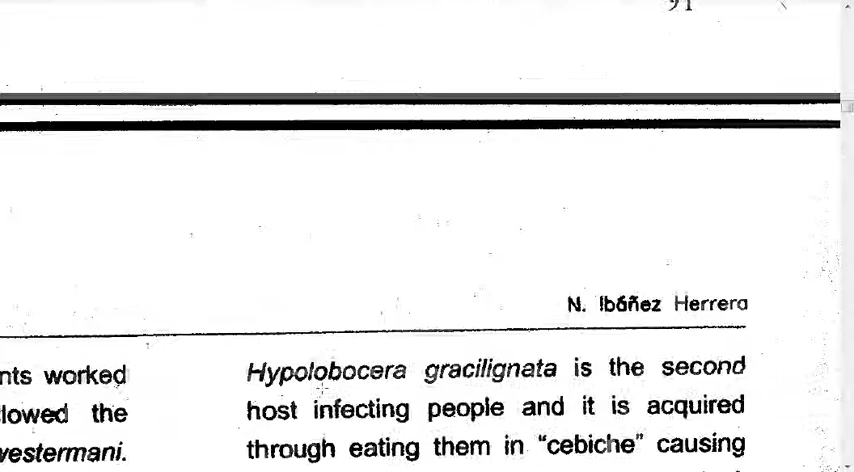 91
N. Ibáñez Herrera
nts worked
lowed the
vestermani.
Hypolobocera gracilignata is the second
host infecting people and it is acquired
through eating them in "cebiche" causing